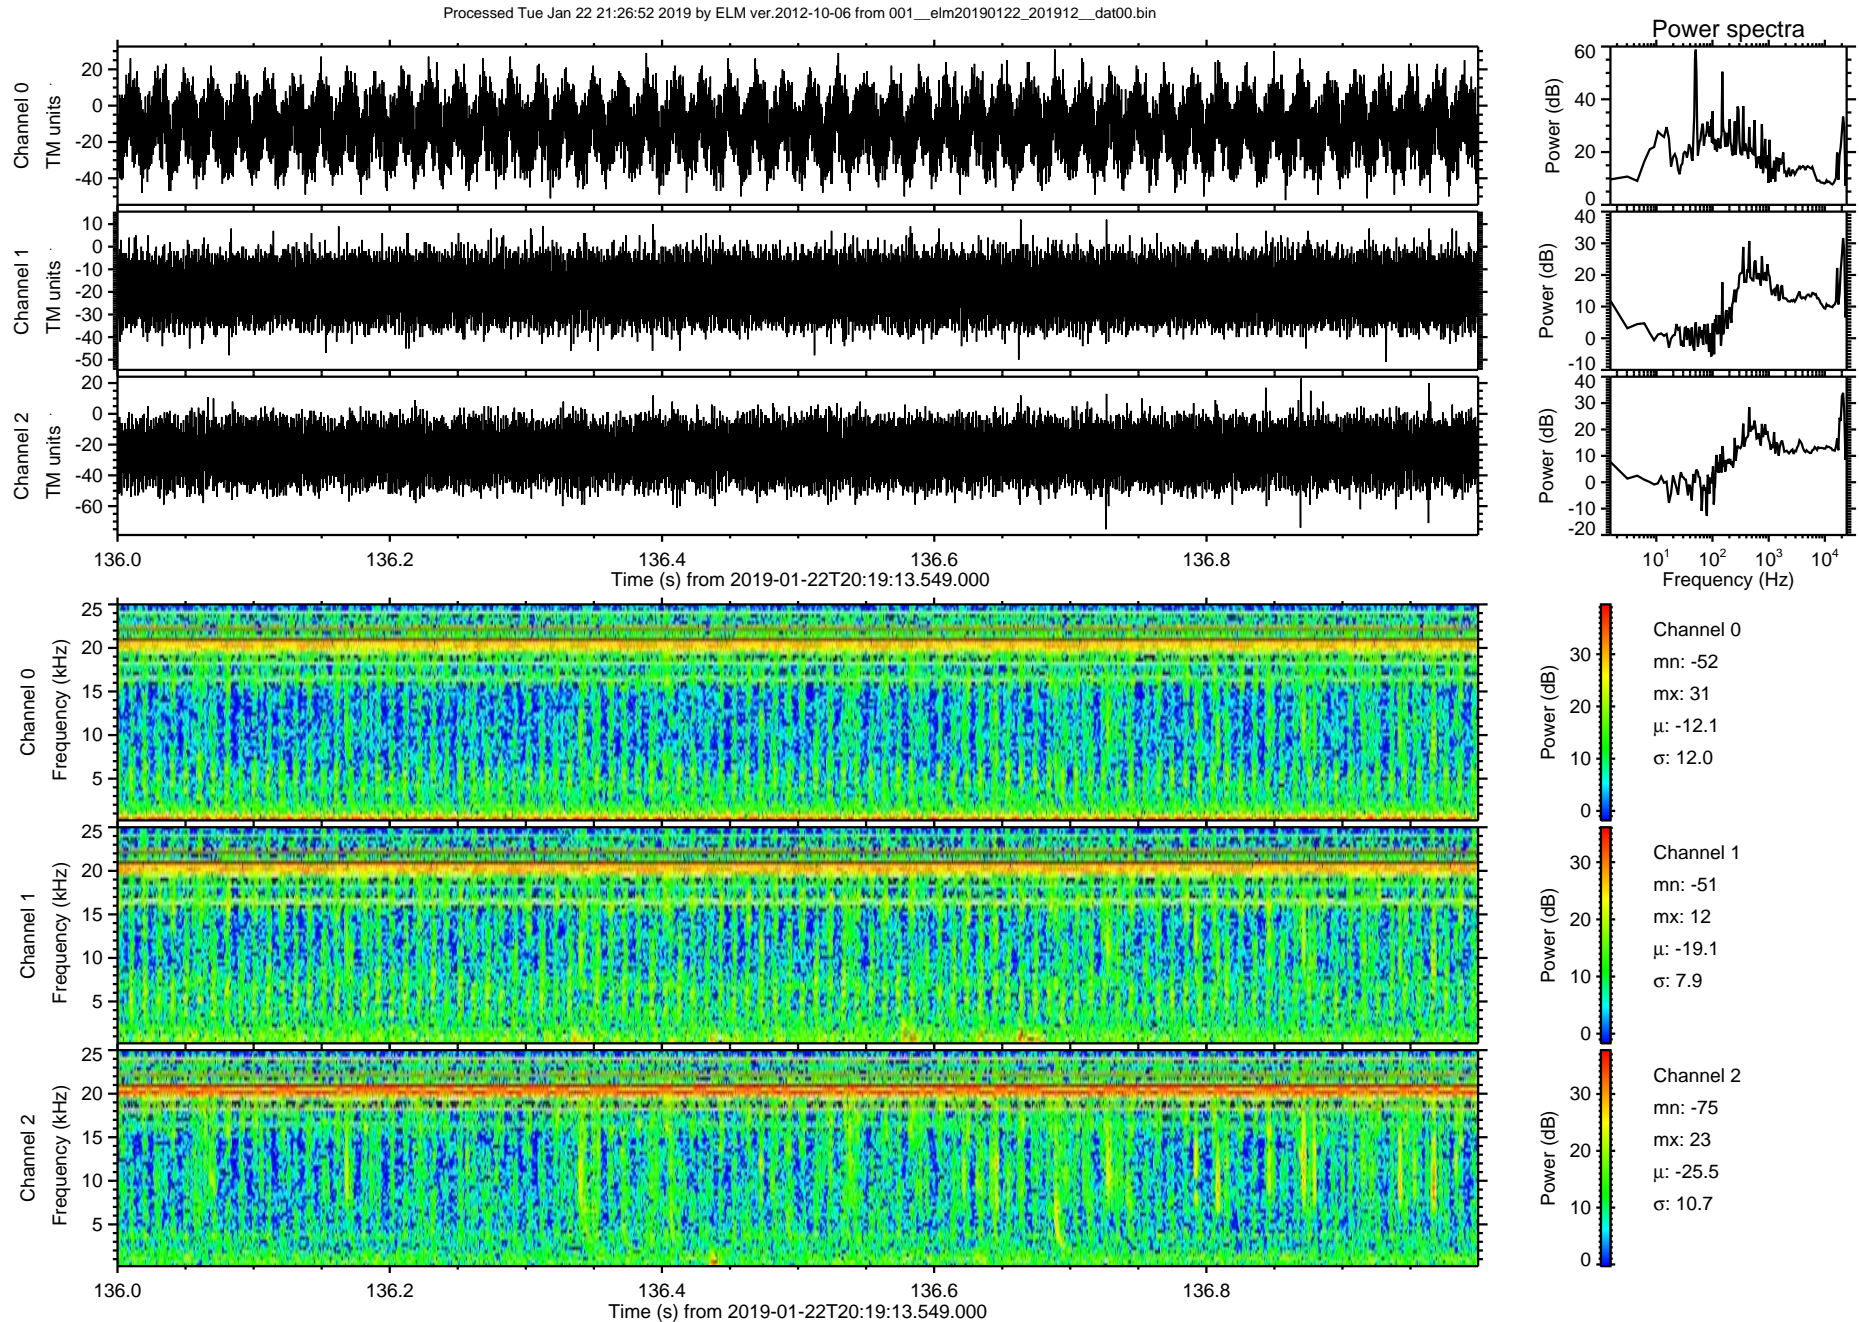 Processed Tue Jan 22 21:26:52 2019 by ELM ver.2012-10-06 from 001__elm20190122_201912__dat00.bin
Power spectra
Channel 0
TM units
20
0
-20
-40
Power (dB)
60
40
20
0
Channel 1
TM units
10
0
-10
-20
-30
-40
-50
Power (dB)
40
30
20
10
0
-10
Channel 2
TM units
20
0
-20
-40
-60
Power (dB)
40
30
20
10
0
-10
-20
136.0 136.2 136.4 136.6 136.8
Time (s) from 2019-01-22T20:19:13.549.000
10¹ 10² 10³ 10⁴
Frequency (Hz)
Channel 0
Frequency (kHz)
25
20
15
10
5
Power (dB)
30
20
10
0
Channel 0
mn: -52
mx: 31
μ: -12.1
σ: 12.0
Channel 1
Frequency (kHz)
25
20
15
10
5
Power (dB)
30
20
10
0
Channel 1
mn: -51
mx: 12
μ: -19.1
σ: 7.9
Channel 2
Frequency (kHz)
25
20
15
10
5
Power (dB)
30
20
10
0
Channel 2
mn: -75
mx: 23
μ: -25.5
σ: 10.7
136.0 136.2 136.4 136.6 136.8
Time (s) from 2019-01-22T20:19:13.549.000